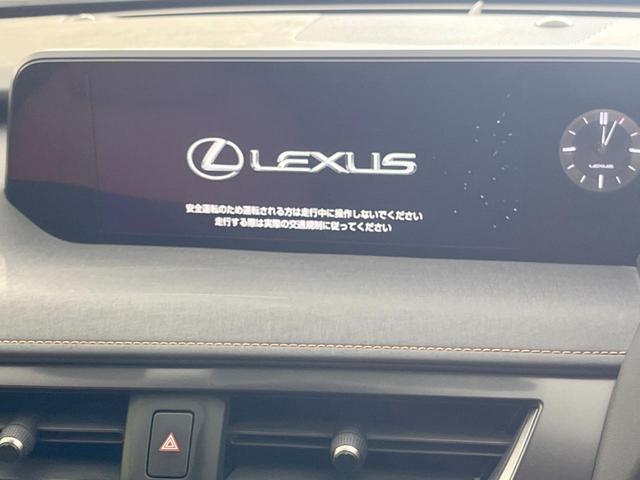 LEXUS
安全運転のため運転される方は走行中に操作しないでください
走行する際は実際の交通規制に従ってください
LEXUS